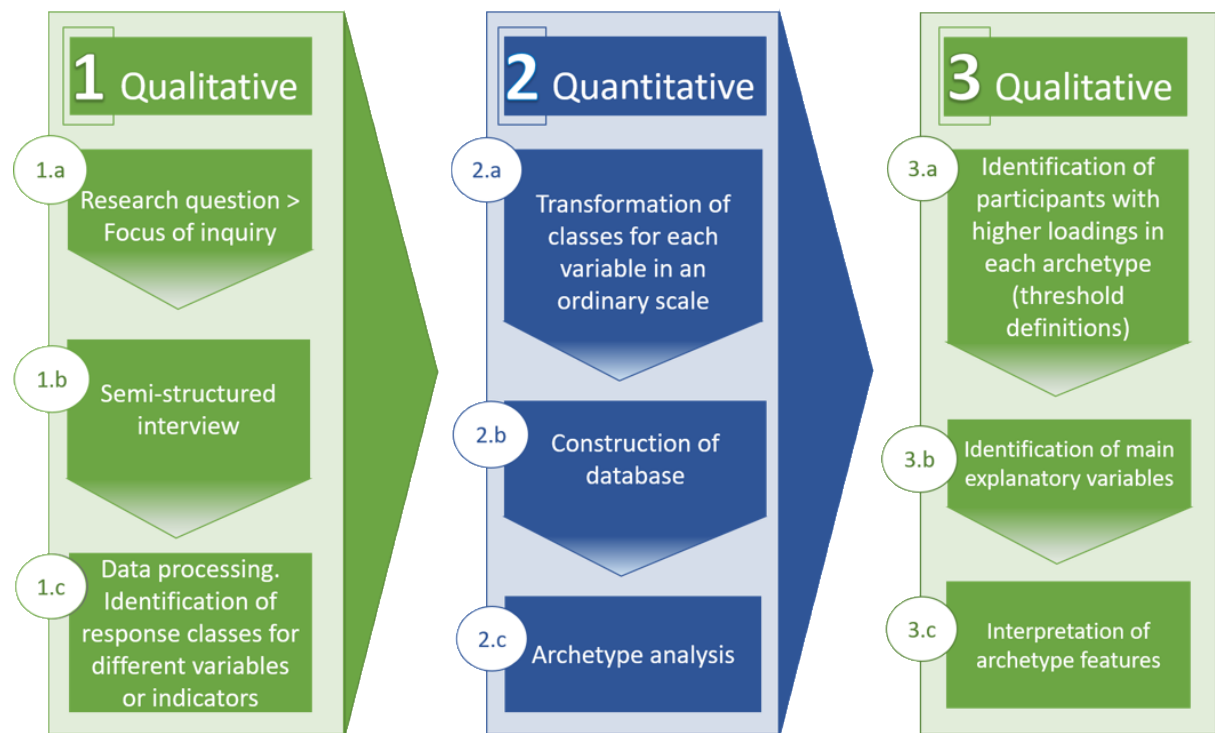 1 Qualitative
1.a
Research question >
Focus of inquiry
1.b
Semi-structured
interview
1.c
Data processing.
Identification of
response classes for
different variables
or indicators
2 Quantitative
2.a
Transformation of
classes for each
variable in an
ordinary scale
2.b
Construction of
database
2.c
Archetype analysis
3 Qualitative
3.a
Identification of
participants with
higher loadings in
each archetype
(threshold
definitions)
3.b
Identification of main
explanatory variables
3.c
Interpretation of
archetype features